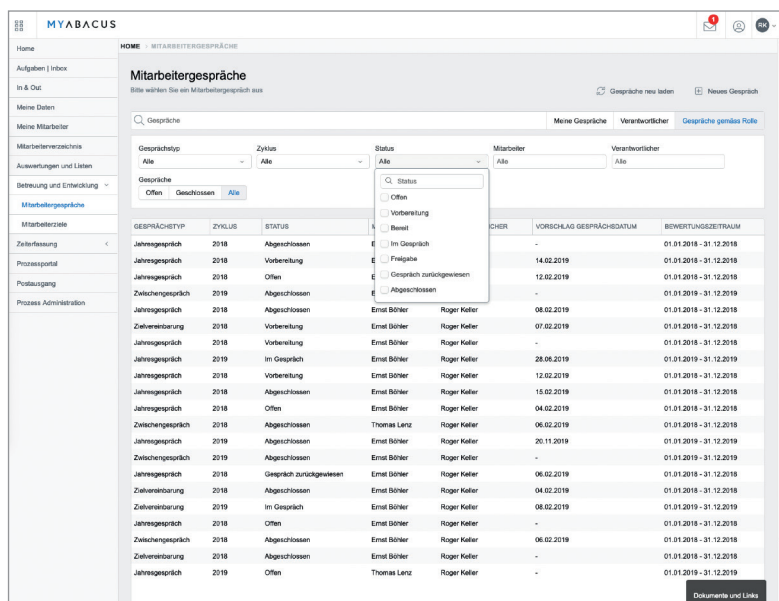 MYABACUS
1
RK
Home
Aufgaben | Inbox
In & Out
Meine Daten
Meine Mitarbeiter
Mitarbeiterverzeichnis
Auswertungen und Listen
Betreuung und Entwicklung
Mitarbeitergespräche
Mitarbeiterziele
Zeiterfassung
Prozessportal
Postausgang
Prozess Administration
HOME > MITARBEITERGESPRÄCHE
Mitarbeitergespräche
Bitte wählen Sie ein Mitarbeitergespräch aus
Gespräche neu laden Neues Gespräch
Gespräche Meine Gespräche Verantwortlicher Gespräche gemäss Rolle
Gesprächstyp Zyklus Status Mitarbeiter Verantwortlicher
Alle Alle Alle Alle Alle
Gespräche
Offen Geschlossen Alle
Status
Offen
Vorbereitung
Bereit
Im Gespräch
Freigabe
Gespräch zurückgewiesen
Abgeschlossen
GESPRÄCHSTYP ZYKLUS STATUS M ICHER VORSCHLAG GESPRÄCHSDATUM BEWERTUNGSZEITRAUM
Jahresgespräch 2018 Abgeschlossen E - 01.01.2018 - 31.12.2018
Jahresgespräch 2018 Vorbereitung E 14.02.2019 01.01.2018 - 31.12.2018
Jahresgespräch 2018 Offen E 12.02.2019 01.01.2018 - 31.12.2018
Zwischengespräch 2019 Abgeschlossen E - 01.01.2019 - 31.12.2019
Jahresgespräch 2018 Abgeschlossen Ernst Böhler Roger Keller 08.02.2019 01.01.2018 - 31.12.2018
Zielvereinbarung 2018 Vorbereitung Ernst Böhler Roger Keller 07.02.2019 01.01.2018 - 31.12.2018
Jahresgespräch 2018 Vorbereitung Ernst Böhler Roger Keller - 01.01.2018 - 31.12.2018
Jahresgespräch 2019 Im Gespräch Ernst Böhler Roger Keller 28.06.2019 01.01.2019 - 31.12.2019
Jahresgespräch 2018 Vorbereitung Ernst Böhler Roger Keller 12.02.2019 01.01.2018 - 31.12.2018
Jahresgespräch 2018 Abgeschlossen Ernst Böhler Roger Keller 15.02.2019 01.01.2018 - 31.12.2018
Jahresgespräch 2018 Offen Ernst Böhler Roger Keller 04.02.2019 01.01.2018 - 31.12.2018
Zwischengespräch 2018 Abgeschlossen Thomas Lenz Roger Keller 06.02.2019 01.01.2018 - 31.12.2018
Jahresgespräch 2019 Abgeschlossen Ernst Böhler Roger Keller 20.11.2019 01.01.2019 - 31.12.2019
Zwischengespräch 2019 Abgeschlossen Ernst Böhler Roger Keller - 01.01.2019 - 31.12.2019
Jahresgespräch 2018 Gespräch zurückgewiesen Ernst Böhler Roger Keller 06.02.2019 01.01.2018 - 31.12.2018
Zielvereinbarung 2018 Abgeschlossen Ernst Böhler Roger Keller 04.02.2019 01.01.2018 - 31.12.2018
Zielvereinbarung 2019 Im Gespräch Ernst Böhler Roger Keller 08.02.2019 01.01.2019 - 31.12.2019
Jahresgespräch 2018 Offen Ernst Böhler Roger Keller - 01.01.2018 - 31.12.2018
Zwischengespräch 2018 Abgeschlossen Ernst Böhler Roger Keller 06.02.2019 01.01.2018 - 31.12.2018
Zielvereinbarung 2018 Abgeschlossen Ernst Böhler Roger Keller - 01.01.2018 - 31.12.2019
Jahresgespräch 2019 Offen Thomas Lenz Roger Keller - 01.01.2019 - 31.12.2019
Dokumente und Links